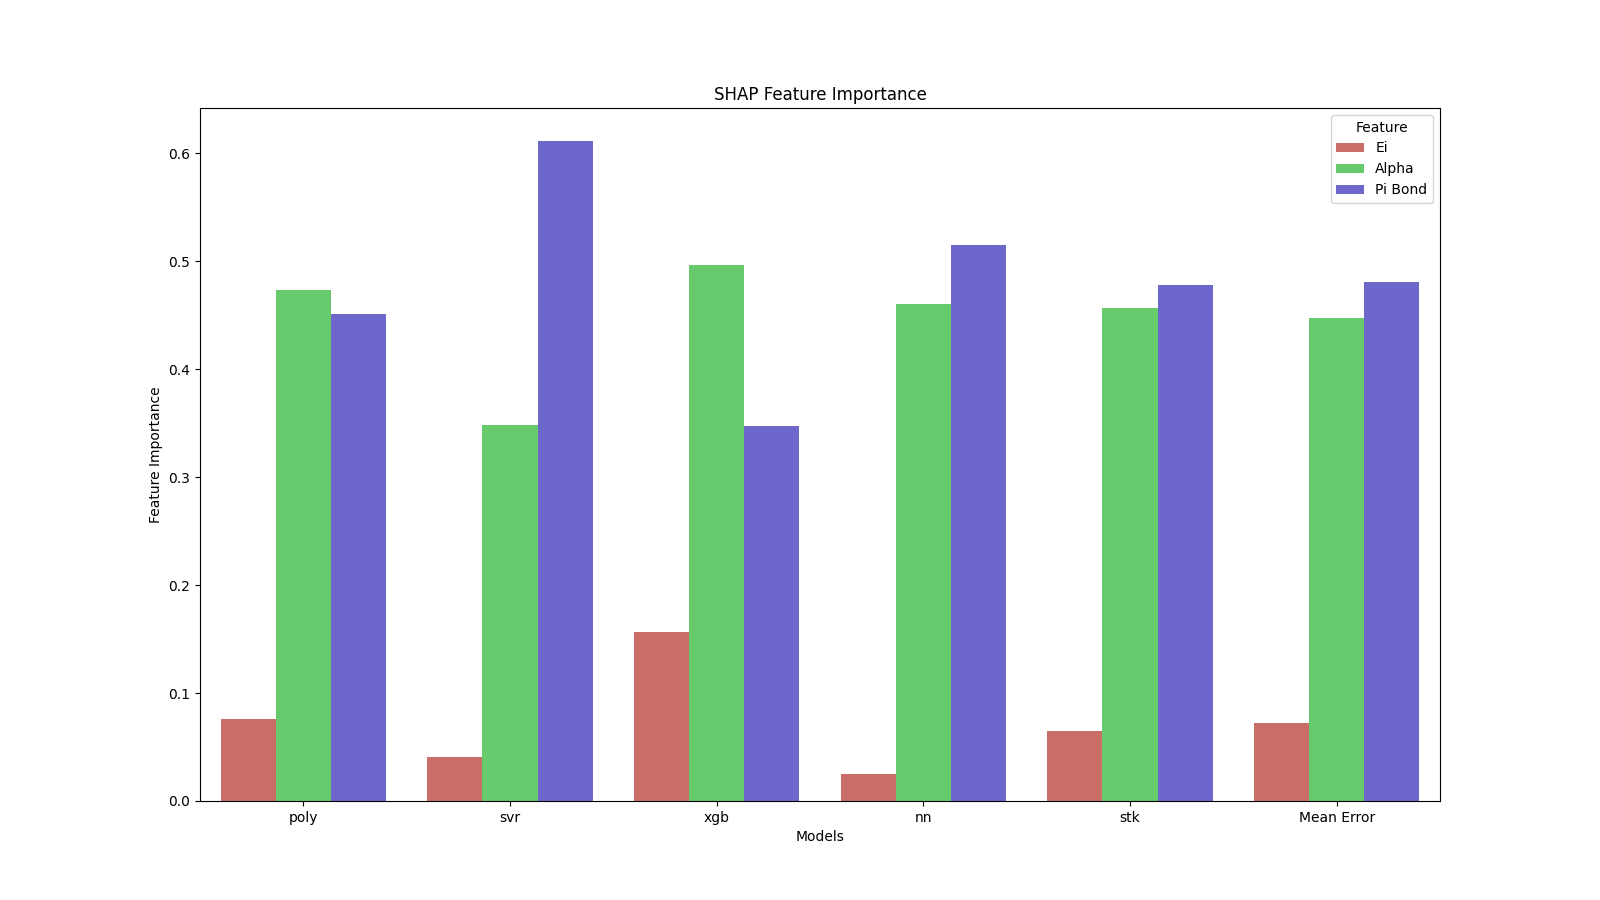 SHAP Feature Importance
Feature
Ei
Alpha
Pi Bond
Feature Importance
0.6
0.5
0.4
0.3
0.2
0.1
0.0
poly svr xgb nn stk Mean Error
Models